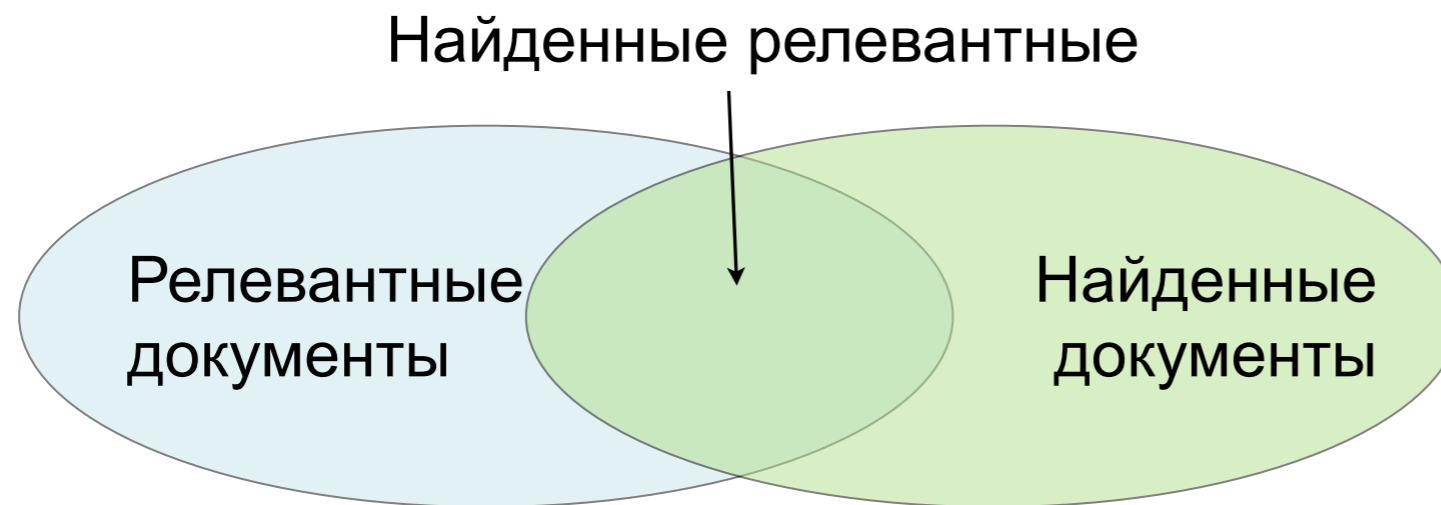 Найденные релевантные
Релевантные
документы
Найденные
документы